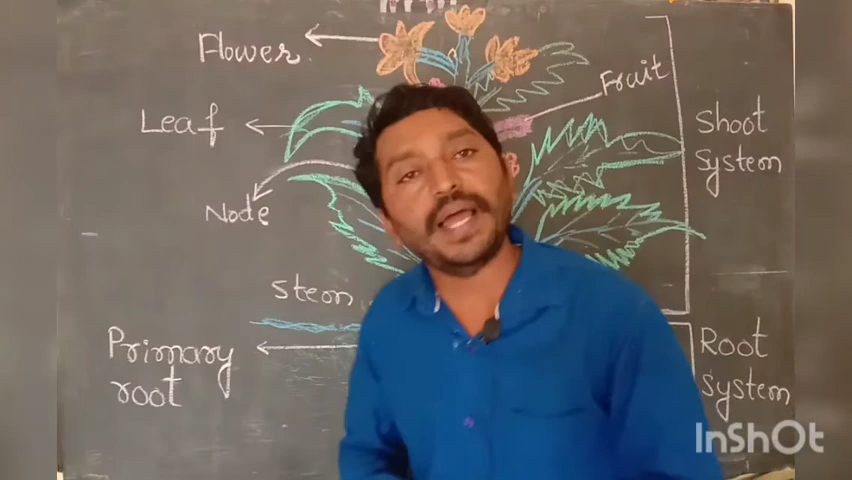 Flower
Fruit
Leaf
Shoot
System
Node
Stem
Primary
root
Root
System
InShOt